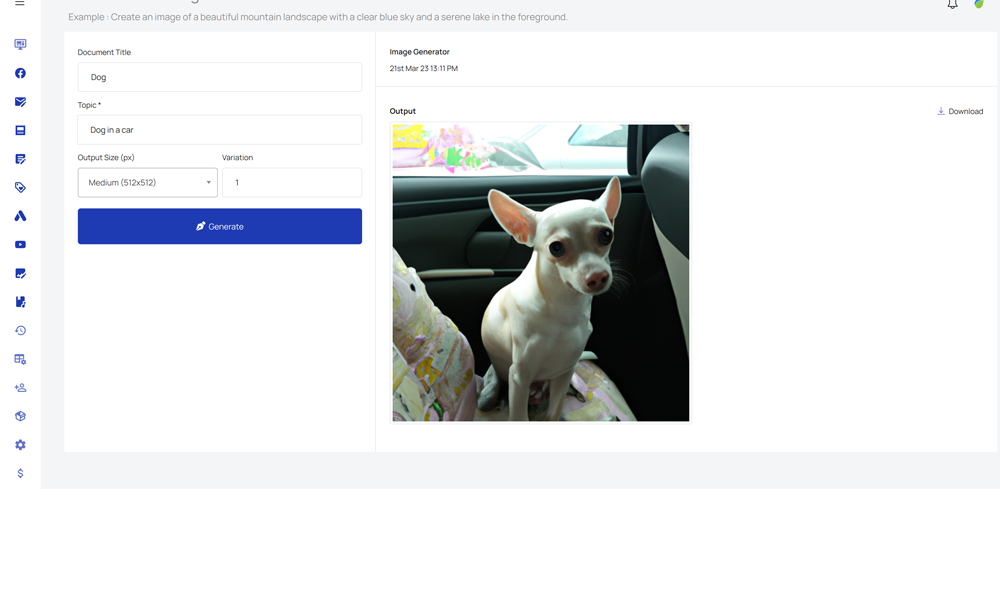 Example : Create an image of a beautiful mountain landscape with a clear blue sky and a serene lake in the foreground.
Document Title
Dog
Topic *
Dog in a car
Output Size (px)
Variation
Medium (512x512)
1
Generate
Image Generator
21st Mar 23 13:11 PM
Output
Download